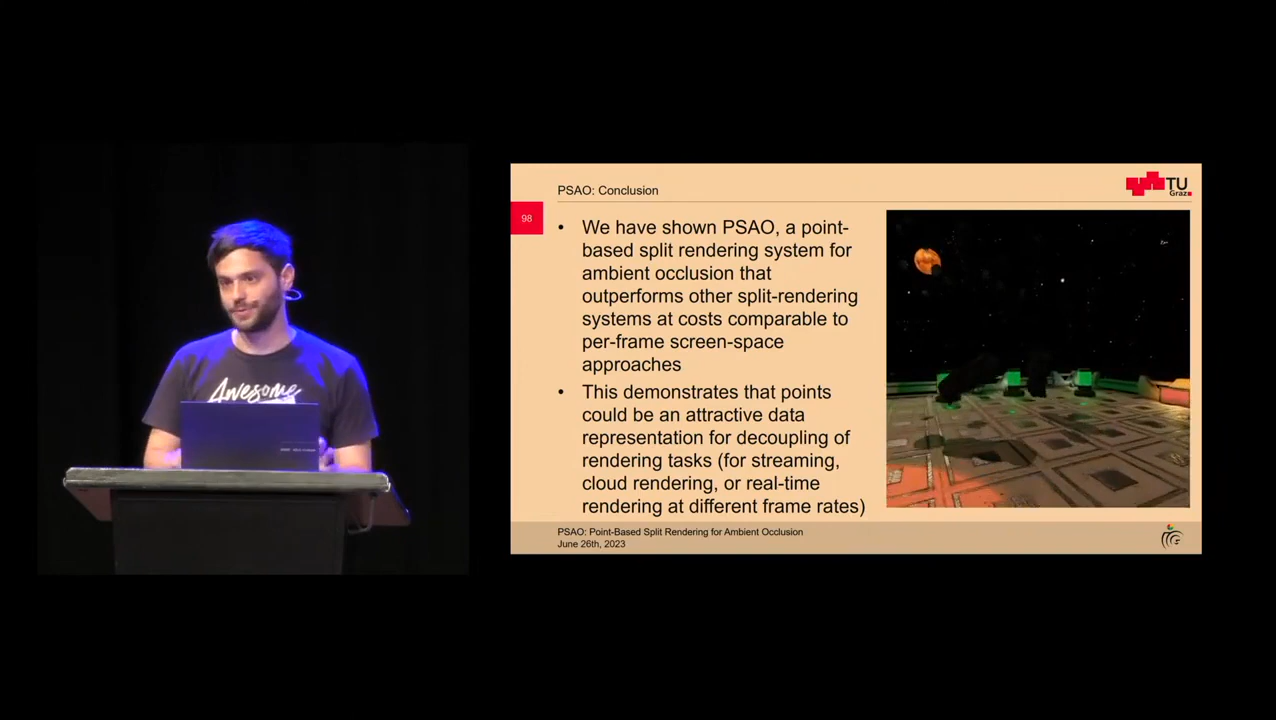 Awesome
PSAO: Conclusion
TU
Graz
98
• We have shown PSAO, a point-
based split rendering system for
ambient occlusion that
outperforms other split-rendering
systems at costs comparable to
per-frame screen-space
approaches
• This demonstrates that points
could be an attractive data
representation for decoupling of
rendering tasks (for streaming,
cloud rendering, or real-time
rendering at different frame rates)
PSAO: Point-Based Split Rendering for Ambient Occlusion
June 26th, 2023